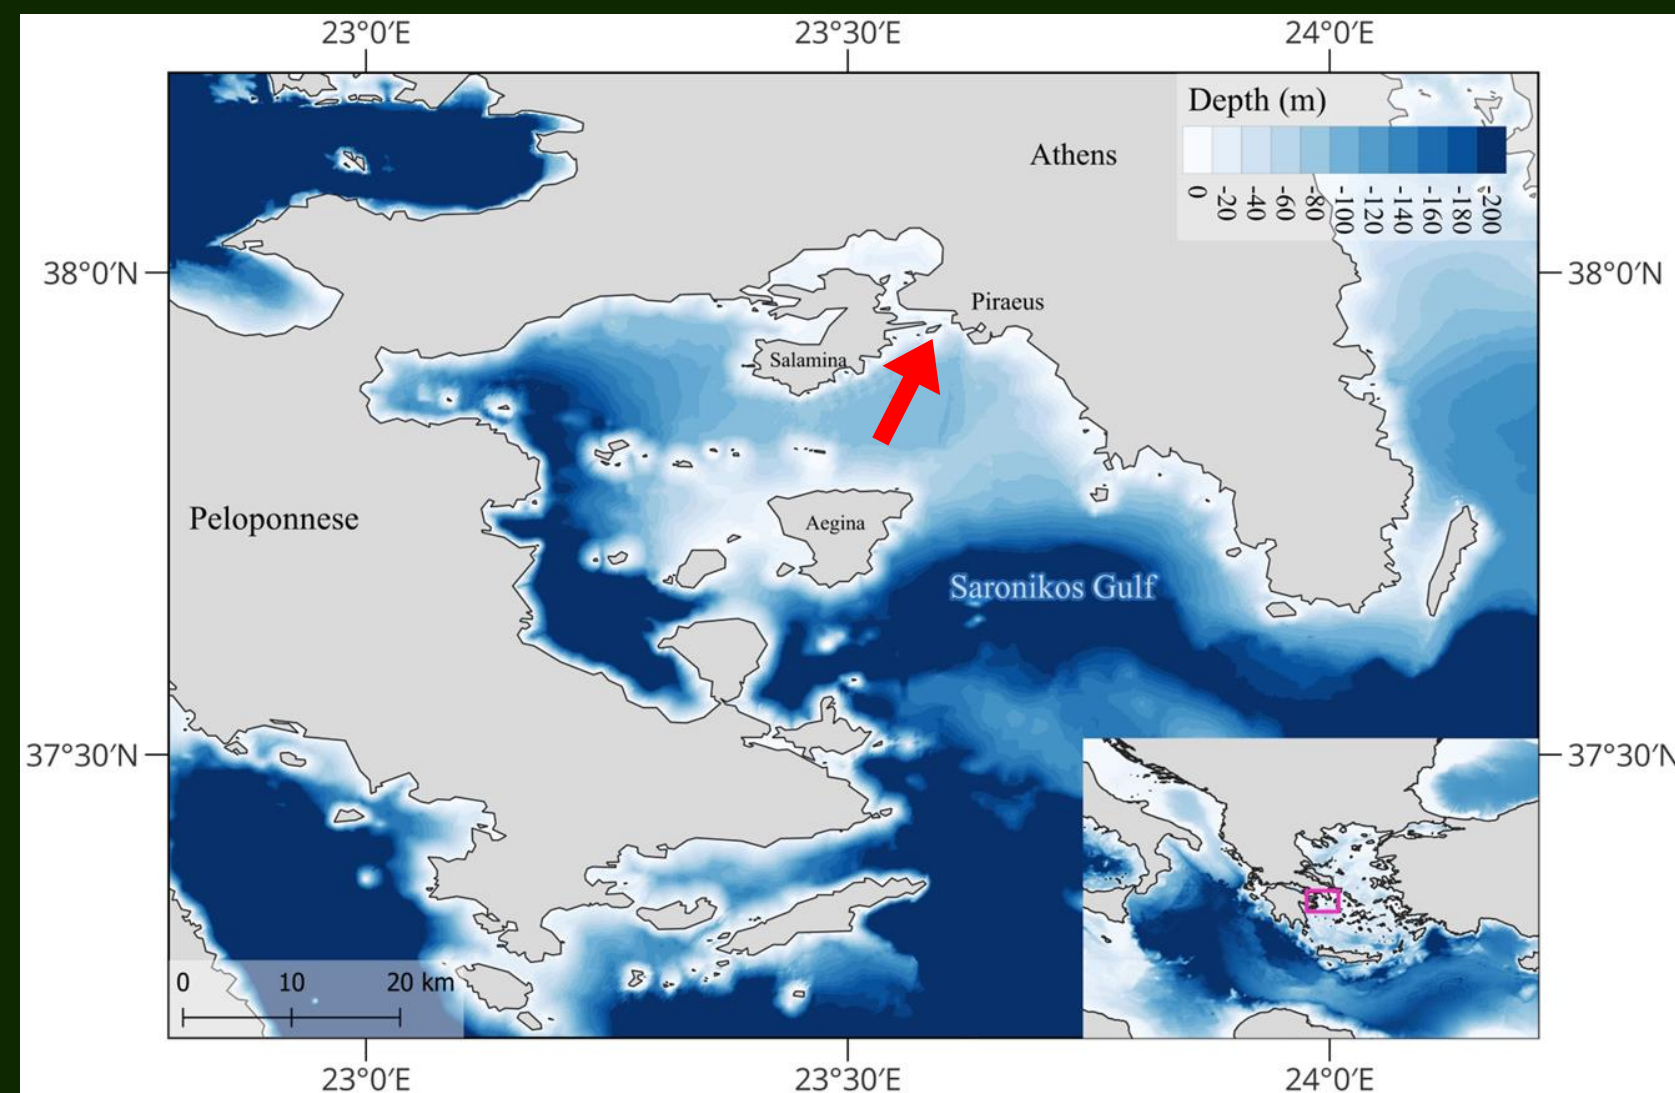 23°0′E
23°30′E
24°0′E
Depth (m)
0
-20
-40
-60
-80
-100
-120
-140
-160
-180
-200
Athens
38°0′N
38°0′N
Piraeus
Salamina
Peloponnese
Aegina
Saronikos Gulf
37°30′N
37°30′N
0 10 20 km
23°0′E
23°30′E
24°0′E